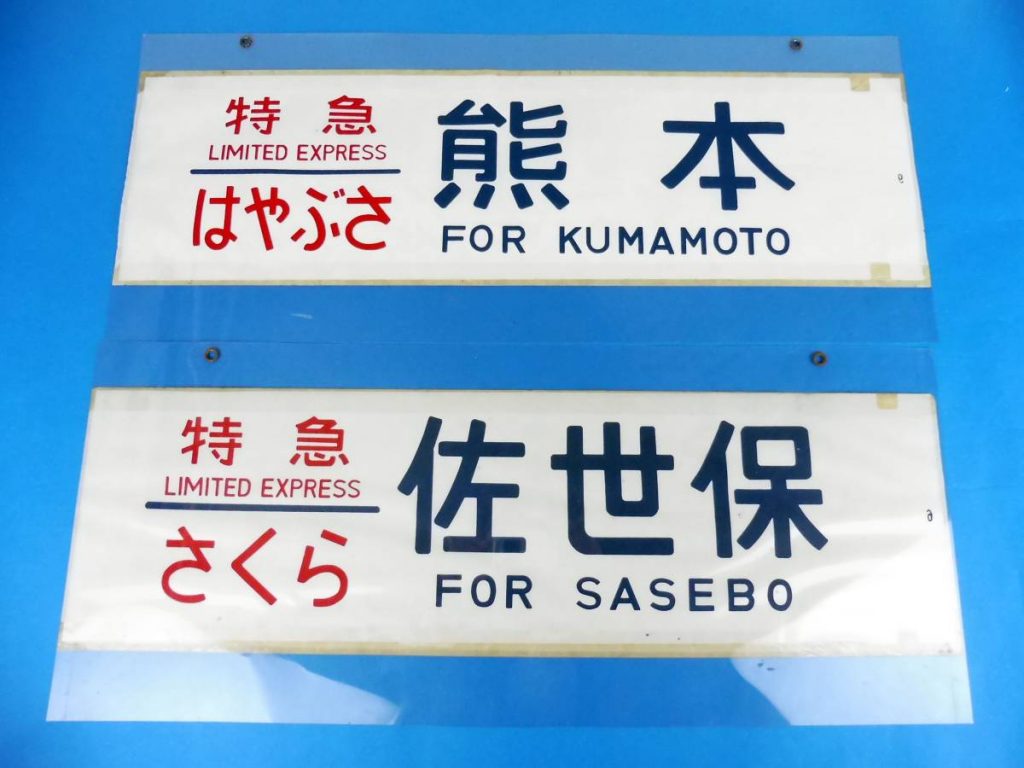 特急
LIMITED EXPRESS
はやぶさ
熊本
FOR KUMAMOTO
特急
LIMITED EXPRESS
さくら
佐世保
FOR SASEBO